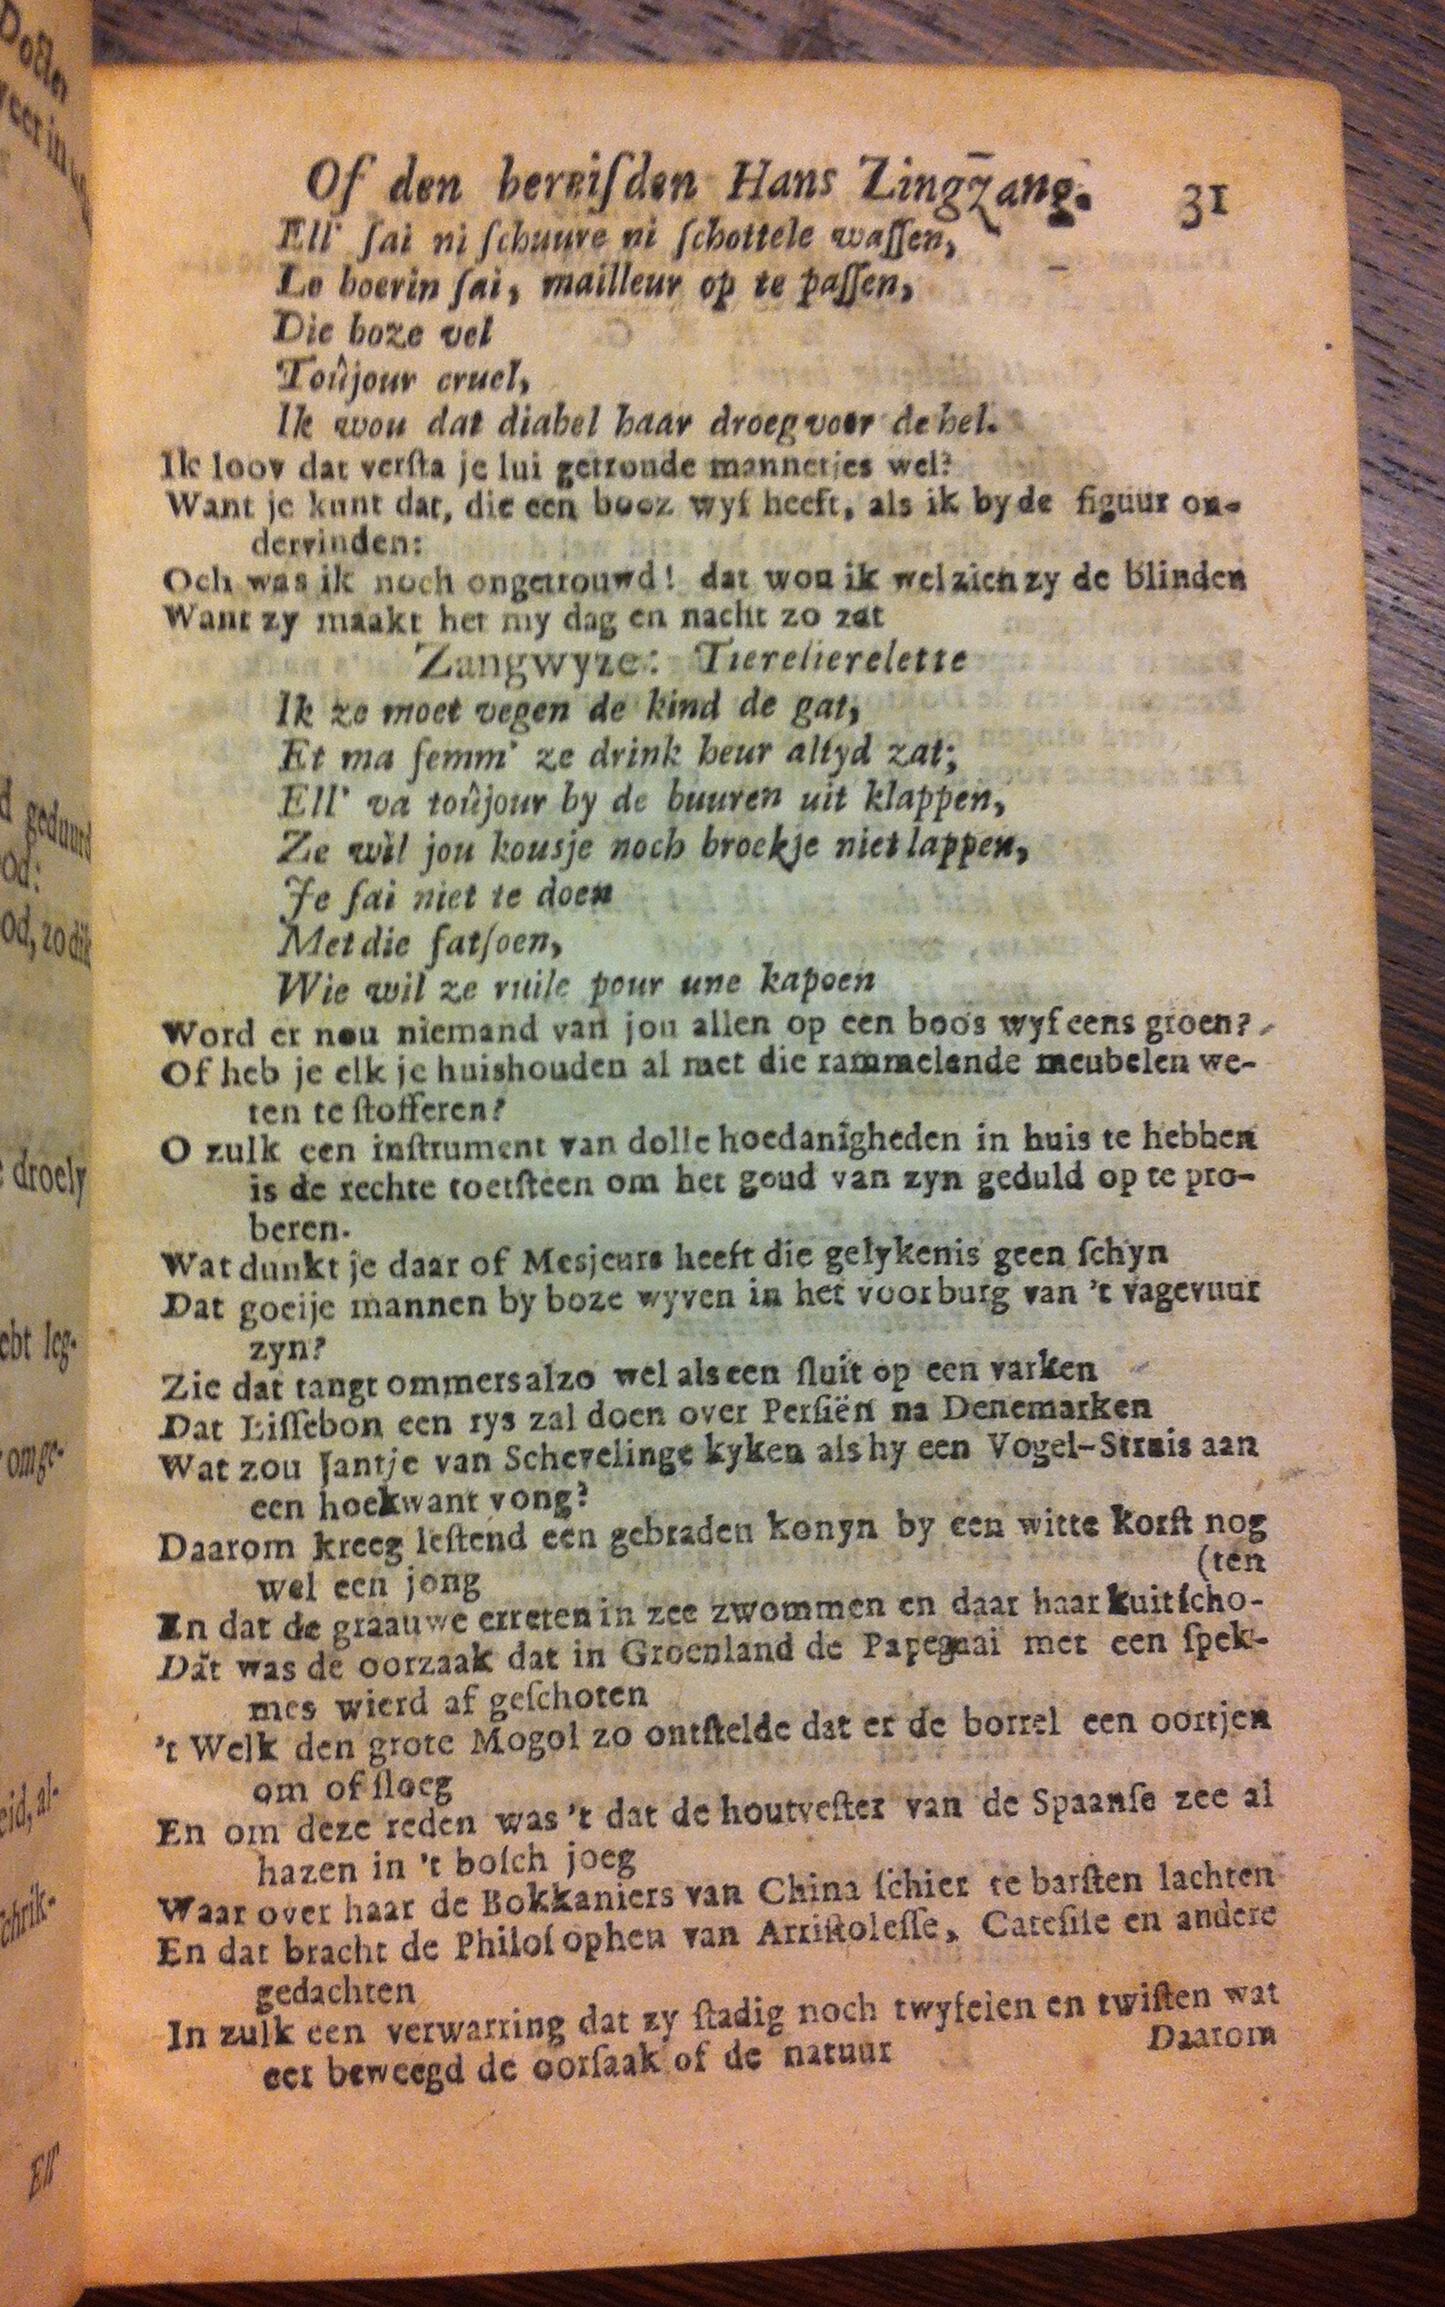 Of den bereiſden Hans Zingzang. 31
Ell' ſai ni ſchuure ni ſchottele waſſen,
Le boerin ſai, mailleur op te paſſen,
Die boze vel
Toûjour cruel,
Ik wou dat diabel haar droeg voor de hel.
Ik loov dat verſta je lui getronde mannetjes wel?
Want je kunt dat, die een booz wyf heeft, als ik by de figuur on-
dervinden:
Och was ik noch ongetrouwd! dat wou ik wel zien zy de blinden
Want zy maakt het my dag en nacht zo zat
Zangwyze: Tierelierelette
Ik ze moet vegen de kind de gat,
Et ma femm' ze drink heur altyd zat;
Ell' va toûjour by de buuren uit klappen,
Ze wil jou kousje noch broekje niet lappen,
Je ſai niet te doen
Met die fatſoen,
Wie wil ze ruile pour une kapoen
Word er nou niemand van jou allen op een boos wyf eens groen?
Of heb je elk je huishouden al met die rammelende meubelen we-
ten te ſtofferen?
O zulk een inſtrument van dolle hoedanigheden in huis te hebben
is de rechte toetſteen om het goud van zyn geduld op te pro-
beren.
Wat dunkt je daar of Mesjeurs heeft die gelykenis geen ſchyn
Dat goeije mannen by boze wyven in het voorburg van 't vagevuur
zyn?
Zie dat tangt ommers alzo wel als een ſluit op een varken
Dat Liſſebon een rys zal doen over Perſiën na Denemarken
Wat zou Jantje van Schevelinge kyken als hy een Vogel-Struis aan
een hoekwant vong?
Daarom kreeg leſtend een gebraden konyn by een witte korſt nog
wel een jong (ten
En dat de graauwe erreten in zee zwommen en daar haar kuit ſcho-
Dat was de oorzaak dat in Groenland de Papegaai met een ſpek-
mes wierd af geſchoten
't Welk den grote Mogol zo ontſtelde dat er de borrel een oortjen
om of ſloeg
En om deze reden was 't dat de houtveſter van de Spaanſe zee al
hazen in 't boſch joeg
Waar over haar de Bokkaniers van China ſchier te barſten lachten
En dat bracht de Philoſophen van Arriſtoleſſe, Cateſiſe en andere
gedachten
In zulk een verwarring dat zy ſtadig noch twyfelen en twiſten wat
eer beweegd de oorſaak of de natuur Daarom